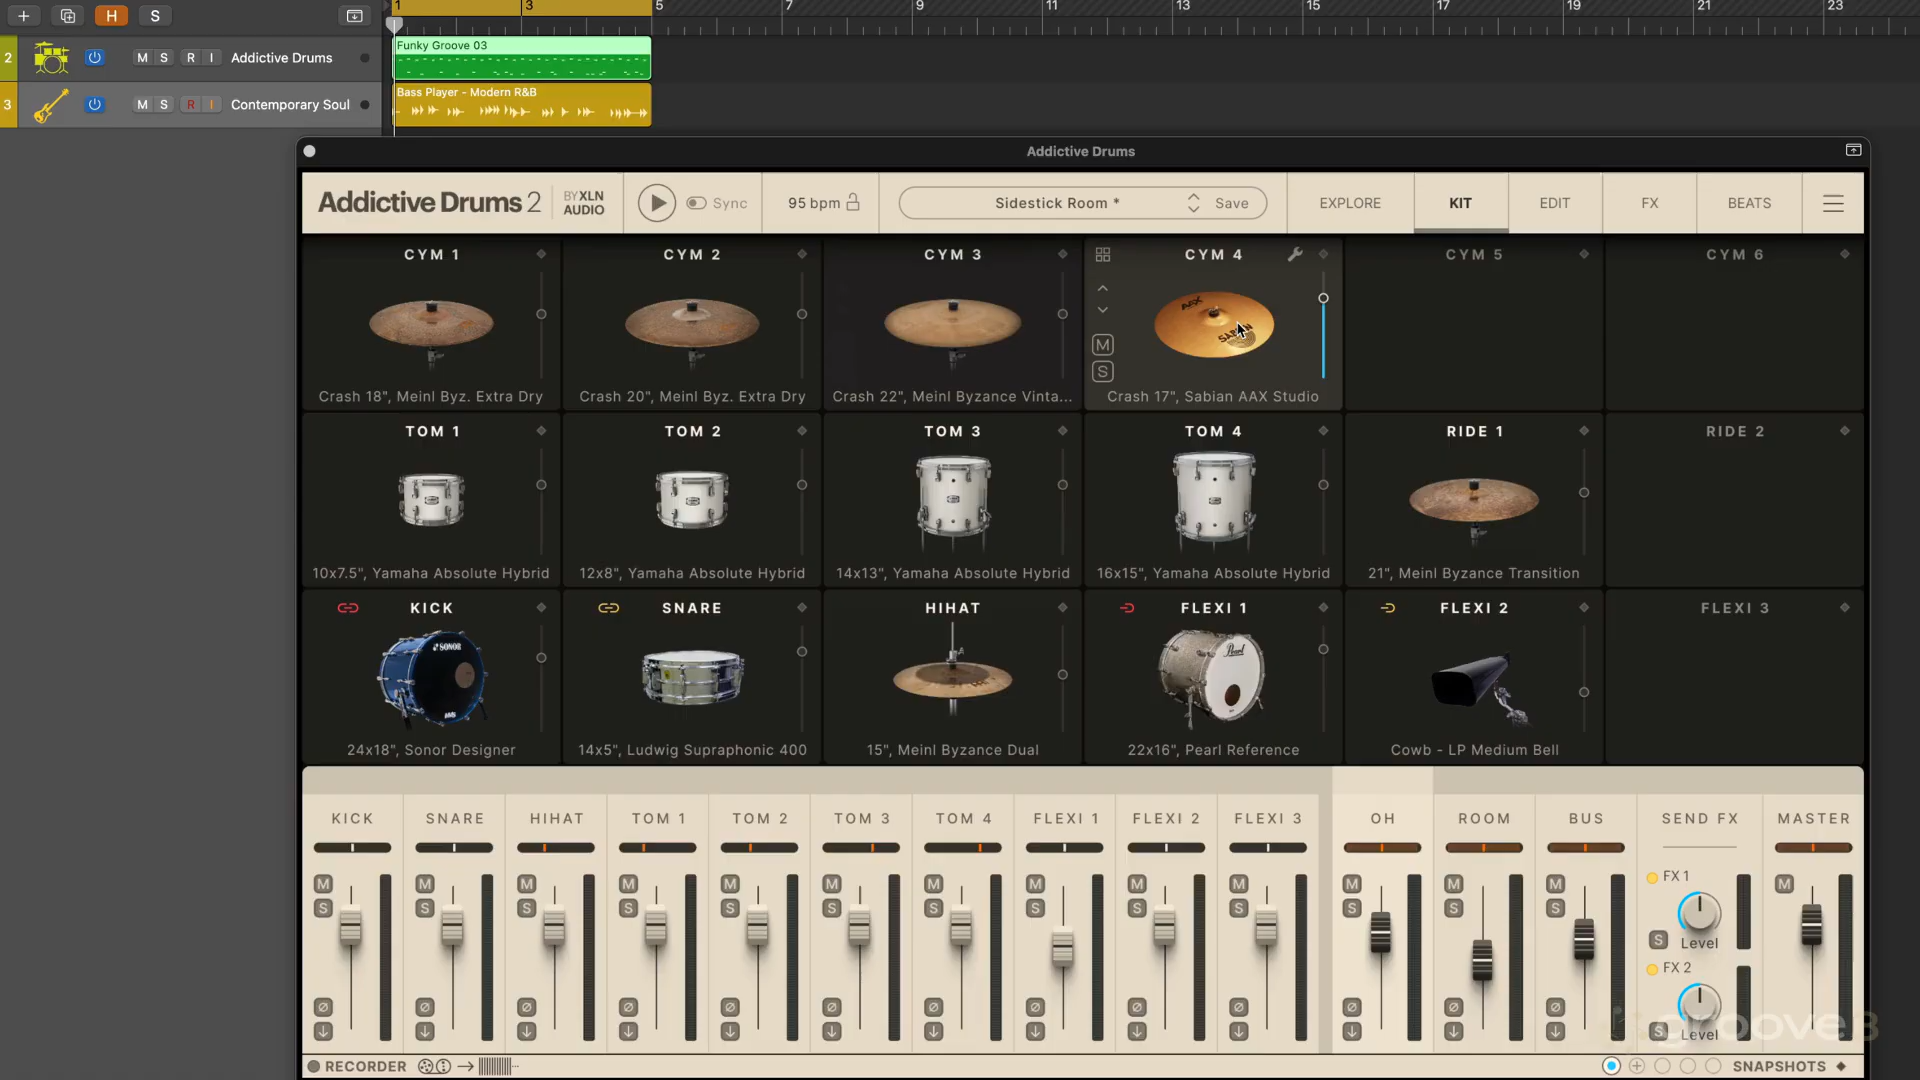 H S
1 3 5 7 9 11 13 15 17 19 21 23
2 M S R I Addictive Drums
Funky Groove 03
3 M S R I Contemporary Soul
Bass Player - Modern R&B
Addictive Drums
Addictive Drums 2 BY XLN AUDIO Sync 95 bpm Sidestick Room * Save EXPLORE KIT EDIT FX BEATS
CYM 1 CYM 2 CYM 3 CYM 4 CYM 5 CYM 6
AAX
SABIAN
M
S
Crash 18", Meinl Byz. Extra Dry Crash 20", Meinl Byz. Extra Dry Crash 22", Meinl Byzance Vinta... Crash 17", Sabian AAX Studio
TOM 1 TOM 2 TOM 3 TOM 4 RIDE 1 RIDE 2
10x7.5", Yamaha Absolute Hybrid 12x8", Yamaha Absolute Hybrid 14x13", Yamaha Absolute Hybrid 16x15", Yamaha Absolute Hybrid 21", Meinl Byzance Transition
KICK SNARE HIHAT FLEXI 1 FLEXI 2 FLEXI 3
SONOR Pearl
24x18", Sonor Designer 14x5", Ludwig Supraphonic 400 15", Meinl Byzance Dual 22x16", Pearl Reference Cowb - LP Medium Bell
KICK SNARE HIHAT TOM 1 TOM 2 TOM 3 TOM 4 FLEXI 1 FLEXI 2 FLEXI 3 OH ROOM BUS SEND FX MASTER
M M M M M M M M M M M M M FX 1 M
S S S S S S S S S S S S S
S Level
FX 2
Ø Ø Ø Ø Ø Ø Ø Ø Ø Ø Ø Ø Ø
S Level
groove3
RECORDER SNAPSHOTS